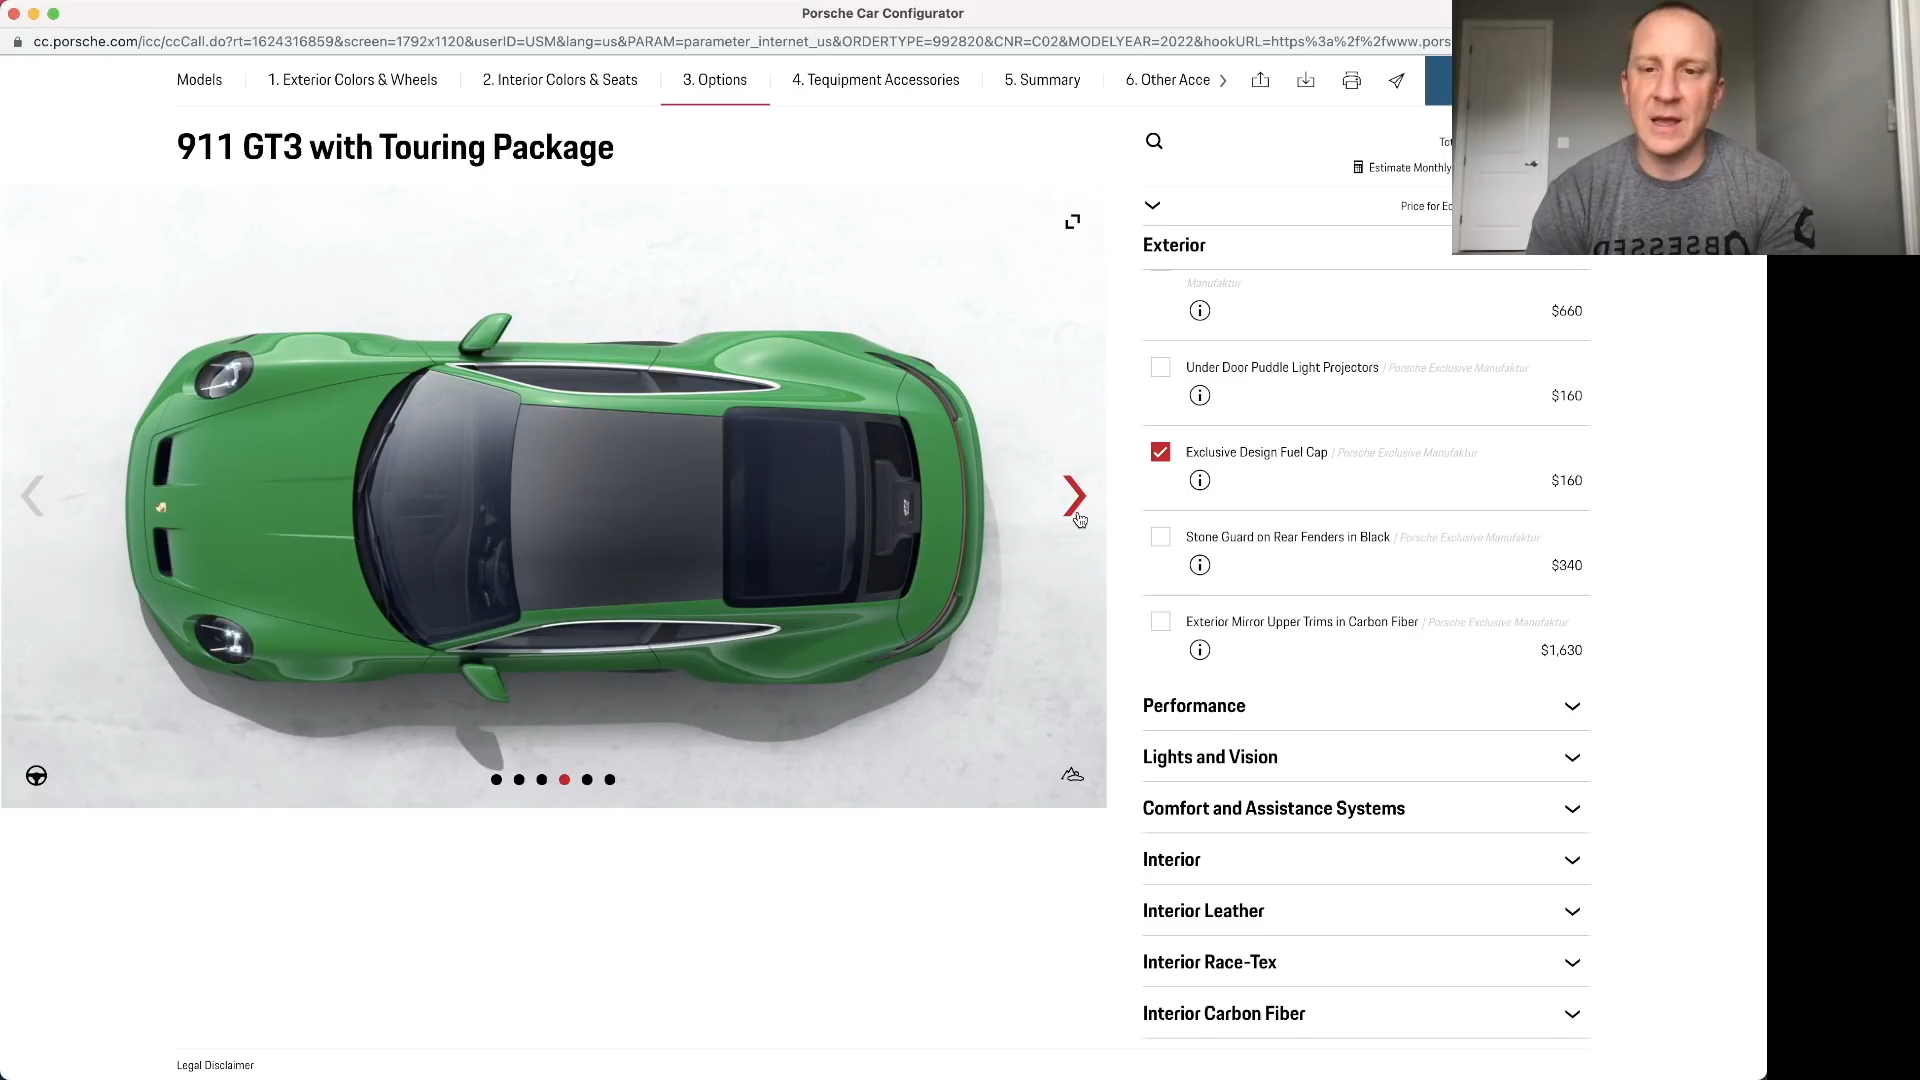 Porsche Car Configurator
cc.porsche.com/icc/ccCall.do?rt=1624316859&screen=1792x1120&userID=USM&lang=us&PARAM=parameter_internet_us&ORDERTYPE=992820&CNR=C02&MODELYEAR=2022&hookURL=https%3a%2f%2fwww.pors
Models
1. Exterior Colors & Wheels
2. Interior Colors & Seats
3. Options
4. Tequipment Accessories
5. Summary
6. Other Acce
911 GT3 with Touring Package
Tot
Estimate Monthly
Price for Eq
Exterior
Manufaktur
$660
Under Door Puddle Light Projectors / Porsche Exclusive Manufaktur
$160
Exclusive Design Fuel Cap / Porsche Exclusive Manufaktur
$160
Stone Guard on Rear Fenders in Black / Porsche Exclusive Manufaktur
$340
Exterior Mirror Upper Trims in Carbon Fiber / Porsche Exclusive Manufaktur
$1,630
Performance
Lights and Vision
Comfort and Assistance Systems
Interior
Interior Leather
Interior Race-Tex
Interior Carbon Fiber
Legal Disclaimer
OBSESSED